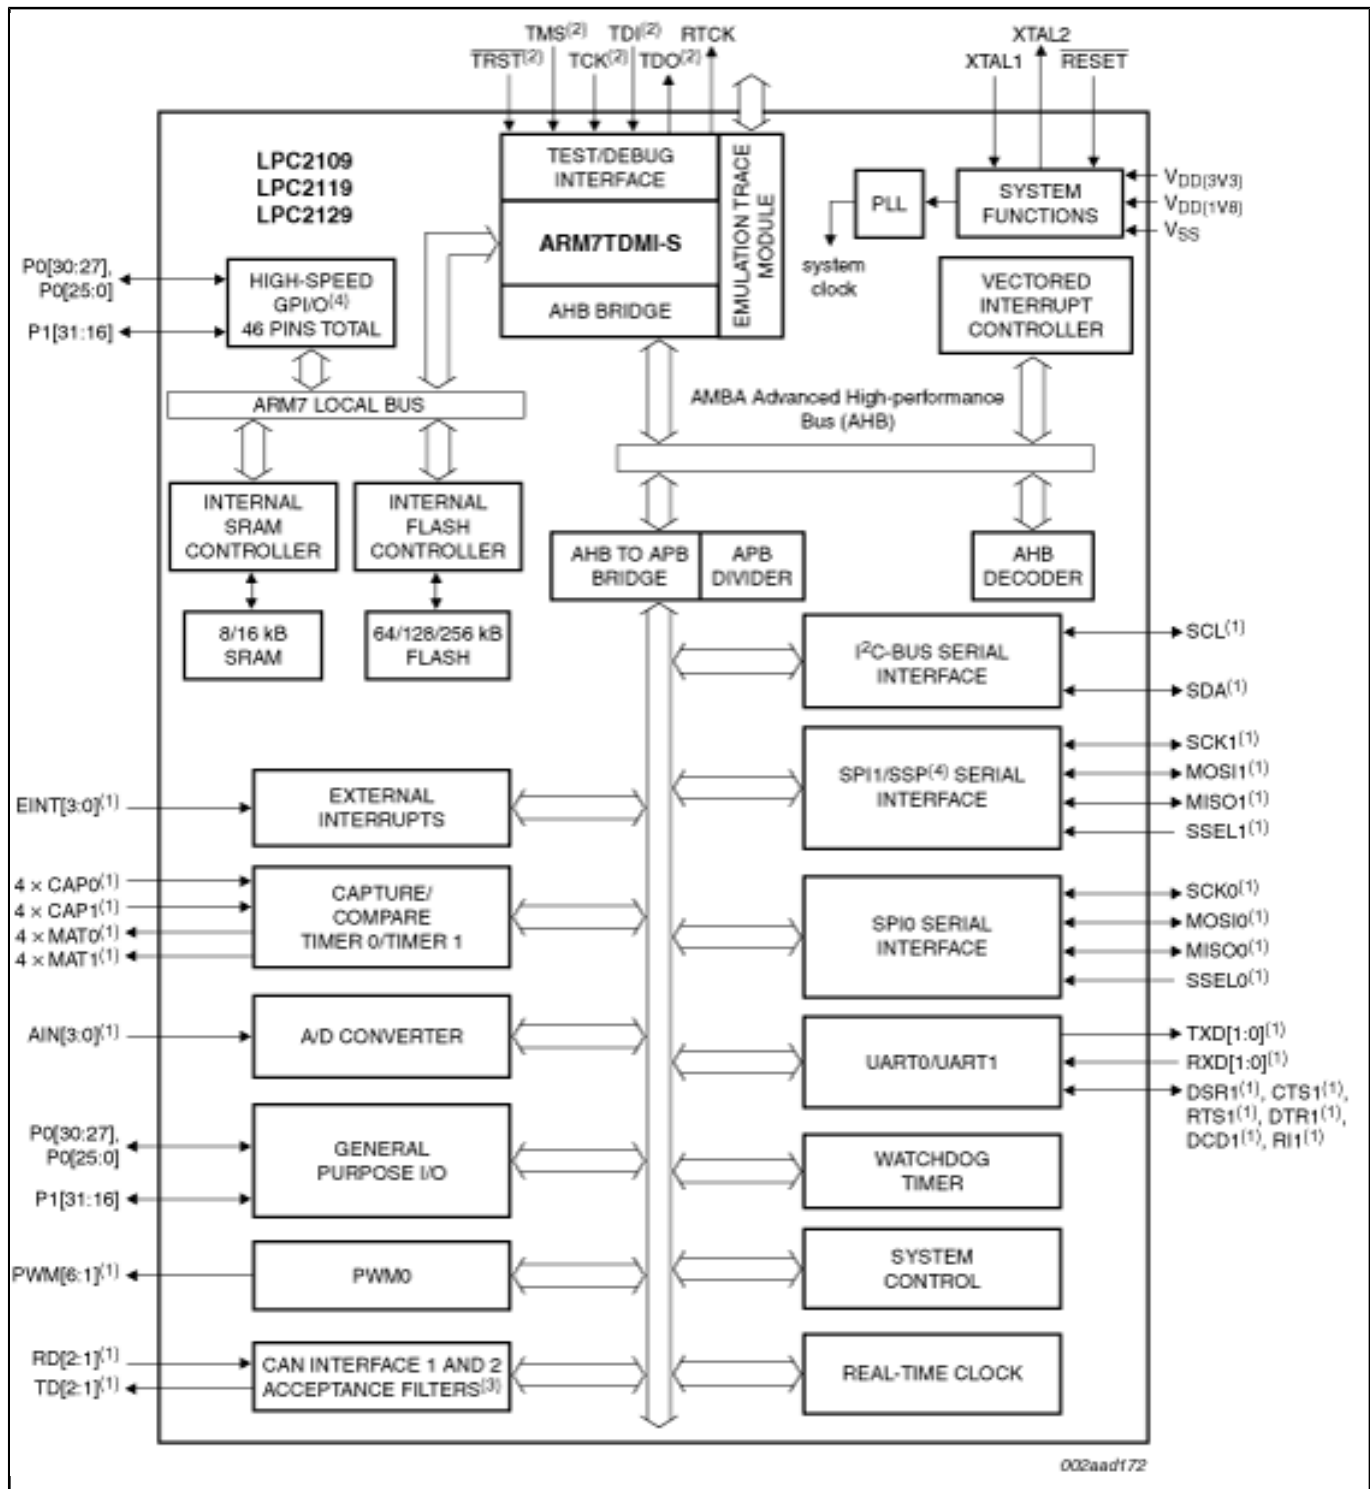 TMS(2) TDI(2) RTCK
TRST(2) TCK(2) TDO(2)
XTAL2
XTAL1 RESET
LPC2109
LPC2119
LPC2129
TEST/DEBUG
INTERFACE
ARM7TDMI-S
AHB BRIDGE
EMULATION TRACE
MODULE
PLL
SYSTEM
FUNCTIONS
VDD(3V3)
VDD(1V8)
VSS
system
clock
P0[30:27],
P0[25:0]
P1[31:16]
HIGH-SPEED
GPI/O(4)
46 PINS TOTAL
VECTORED
INTERRUPT
CONTROLLER
ARM7 LOCAL BUS
AMBA Advanced High-performance
Bus (AHB)
INTERNAL
SRAM
CONTROLLER
INTERNAL
FLASH
CONTROLLER
AHB TO APB
BRIDGE
APB
DIVIDER
AHB
DECODER
8/16 kB
SRAM
64/128/256 kB
FLASH
I2C-BUS SERIAL
INTERFACE
SCL(1)
SDA(1)
SPI1/SSP(4) SERIAL
INTERFACE
SCK1(1)
MOSI1(1)
MISO1(1)
SSEL1(1)
EINT[3:0](1)
EXTERNAL
INTERRUPTS
4 × CAP0(1)
4 × CAP1(1)
4 × MAT0(1)
4 × MAT1(1)
CAPTURE/
COMPARE
TIMER 0/TIMER 1
SPI0 SERIAL
INTERFACE
SCK0(1)
MOSI0(1)
MISO0(1)
SSEL0(1)
AIN[3:0](1)
A/D CONVERTER
UART0/UART1
TXD[1:0](1)
RXD[1:0](1)
DSR1(1), CTS1(1),
RTS1(1), DTR1(1),
DCD1(1), RI1(1)
P0[30:27],
P0[25:0]
P1[31:16]
GENERAL
PURPOSE I/O
WATCHDOG
TIMER
PWM[6:1](1)
PWM0
SYSTEM
CONTROL
RD[2:1](1)
TD[2:1](1)
CAN INTERFACE 1 AND 2
ACCEPTANCE FILTERS(3)
REAL-TIME CLOCK
002aad172